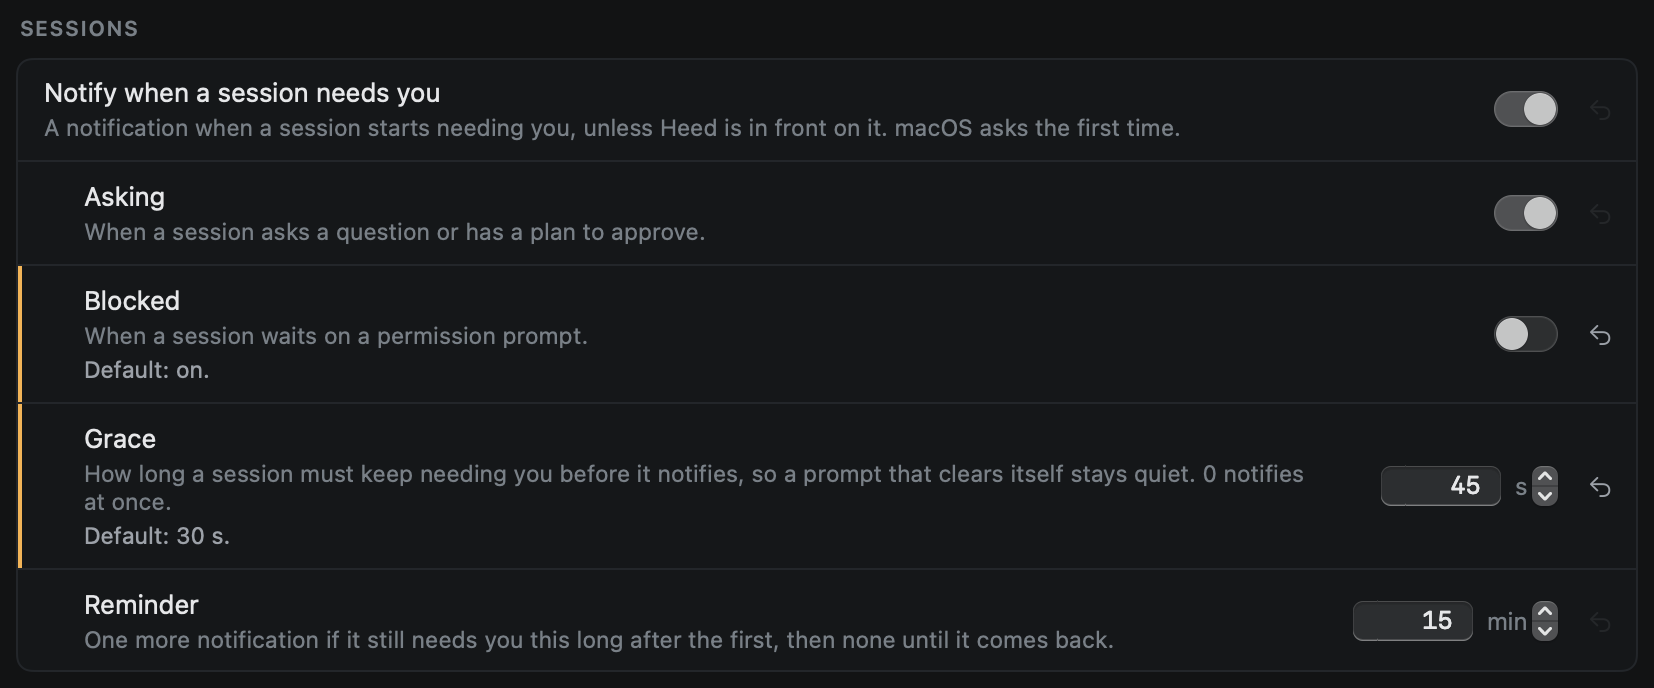 SESSIONS
Notify when a session needs you
A notification when a session starts needing you, unless Heed is in front on it. macOS asks the first time.
Asking
When a session asks a question or has a plan to approve.
Blocked
When a session waits on a permission prompt.
Default: on.
Grace
How long a session must keep needing you before it notifies, so a prompt that clears itself stays quiet. 0 notifies
at once.
Default: 30 s.
45 s
Reminder
One more notification if it still needs you this long after the first, then none until it comes back.
15 min